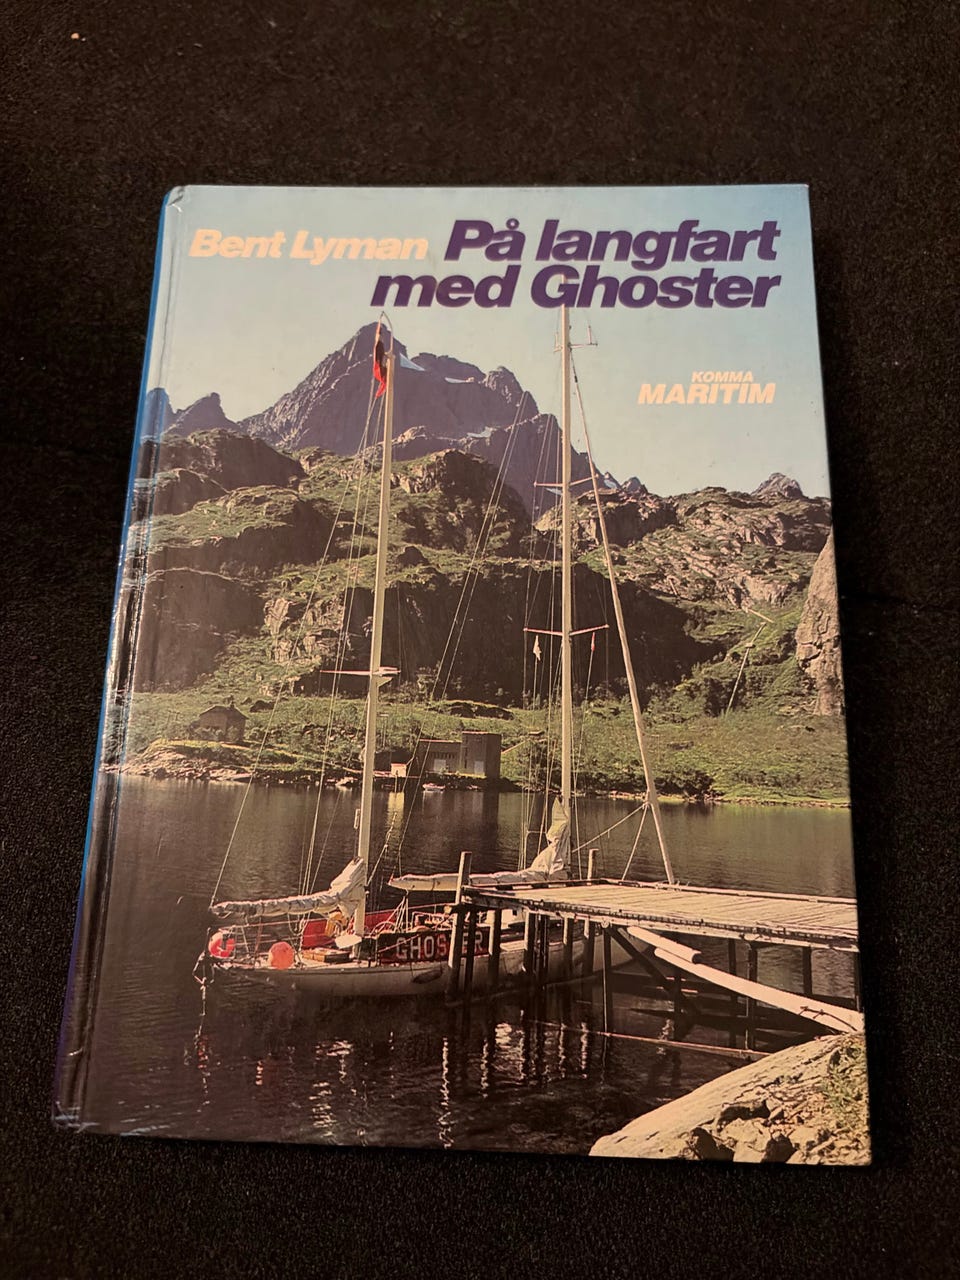 Bent Lyman På langfart
med Ghoster
KOMMA
MARITIM
GHOSTER